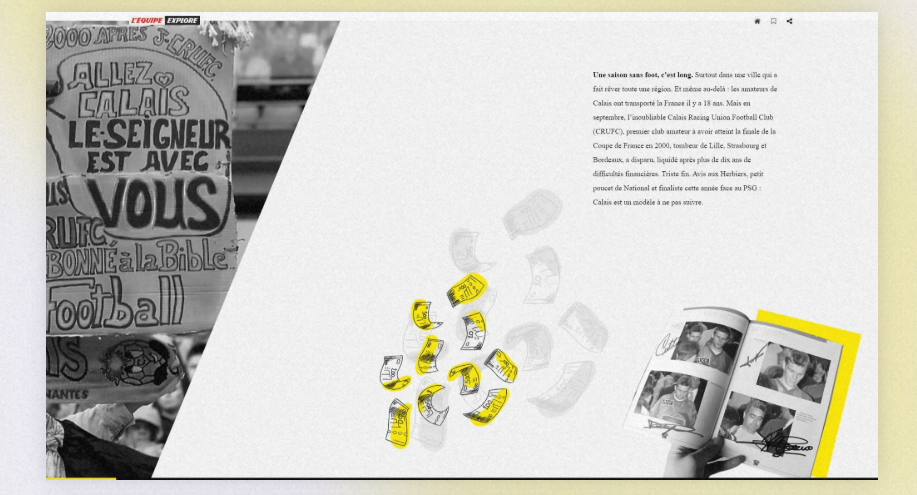 L'ÉQUIPE EXPLORE
2000 APRES J-CRUFC.
ALLEZ
CALAIS
LE SEIGNEUR
EST AVEC
VOUS
RUFC
BONNÉ à la Bible
football
NANTES
Une saison sans foot, c'est long. Surtout dans une ville qui a
fait rêver toute une région. Et même au-delà : les amateurs de
Calais ont transporté la France il y a 18 ans. Mais en
septembre, l'inoubliable Calais Racing Union Football Club
(CRUFC), premier club amateur à avoir atteint la finale de la
Coupe de France en 2000, tombeur de Lille, Strasbourg et
Bordeaux, a disparu, liquidé après plus de dix ans de
difficultés financières. Triste fin. Avis aux Herbiers, petit
poucet de National et finaliste cette année face au PSG :
Calais est un modèle à ne pas suivre.